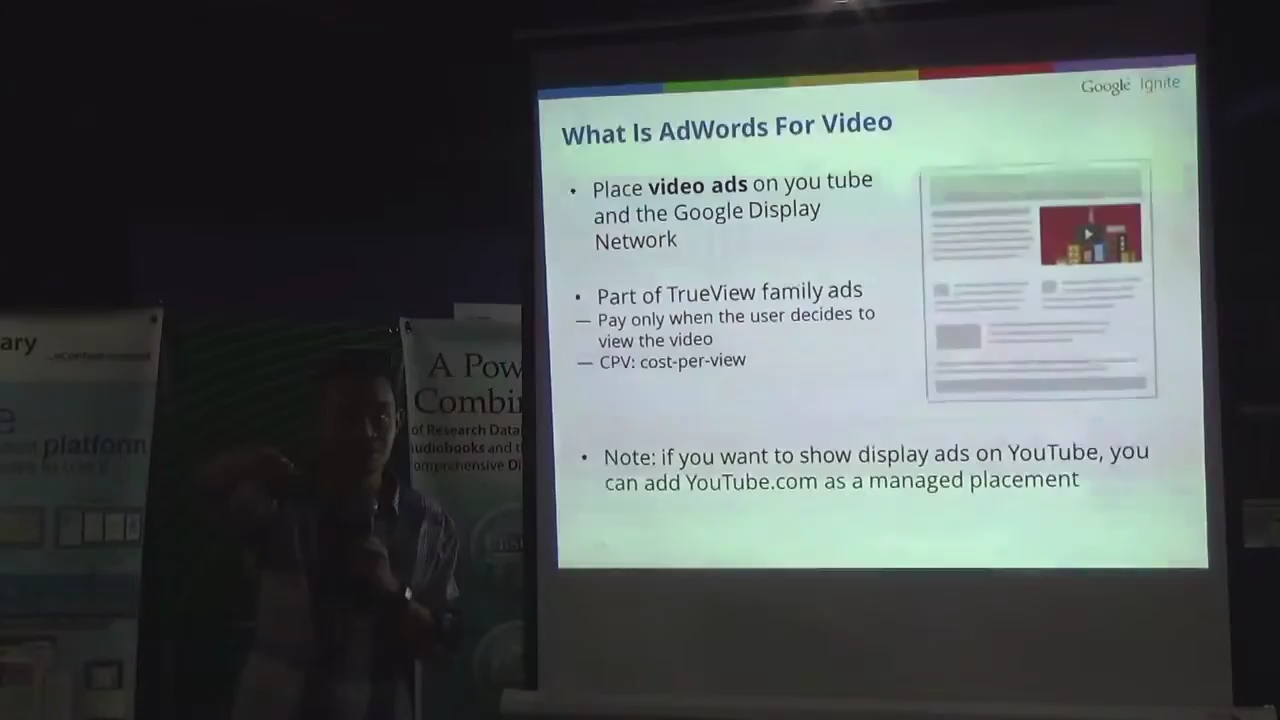 Google Ignite
What Is AdWords For Video
• Place video ads on you tube
and the Google Display
Network
• Part of TrueView family ads
— Pay only when the user decides to
view the video
— CPV: cost-per-view
• Note: if you want to show display ads on YouTube, you
can add YouTube.com as a managed placement
ary
e
platform
A Pow
Combi
of Research Data
udiobooks and t
omprehensive Di